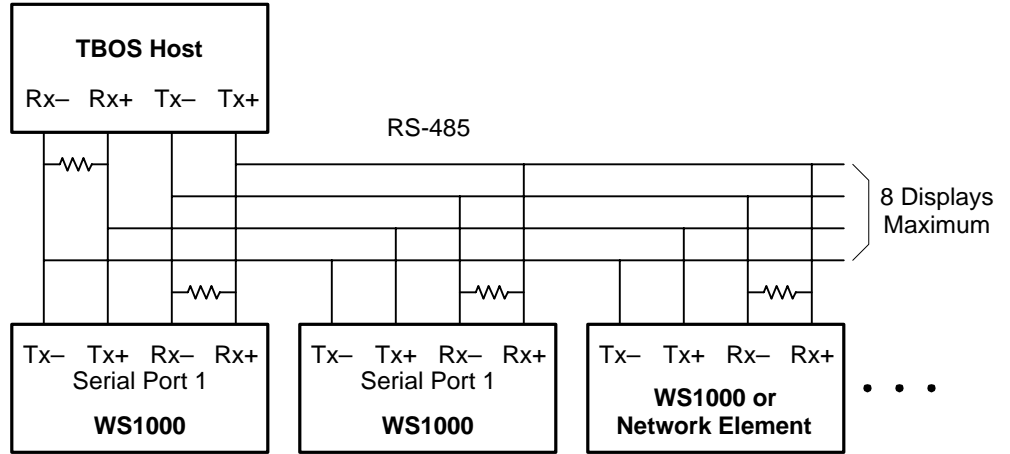 TBOS Host
Rx– Rx+ Tx– Tx+
RS-485
8 Displays
Maximum
Tx– Tx+ Rx– Rx+
Serial Port 1
WS1000
Tx– Tx+ Rx– Rx+
Serial Port 1
WS1000
Tx– Tx+ Rx– Rx+
WS1000 or
Network Element